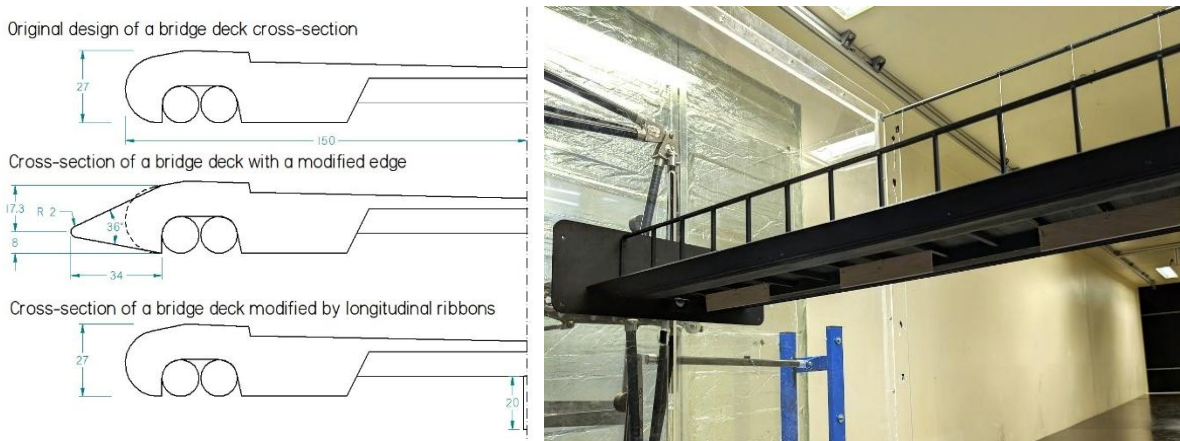 Original design of a bridge deck cross-section
27
150
Cross-section of a bridge deck with a modified edge
17.3
R 2
36°
8
34
Cross-section of a bridge deck modified by longitudinal ribbons
27
20